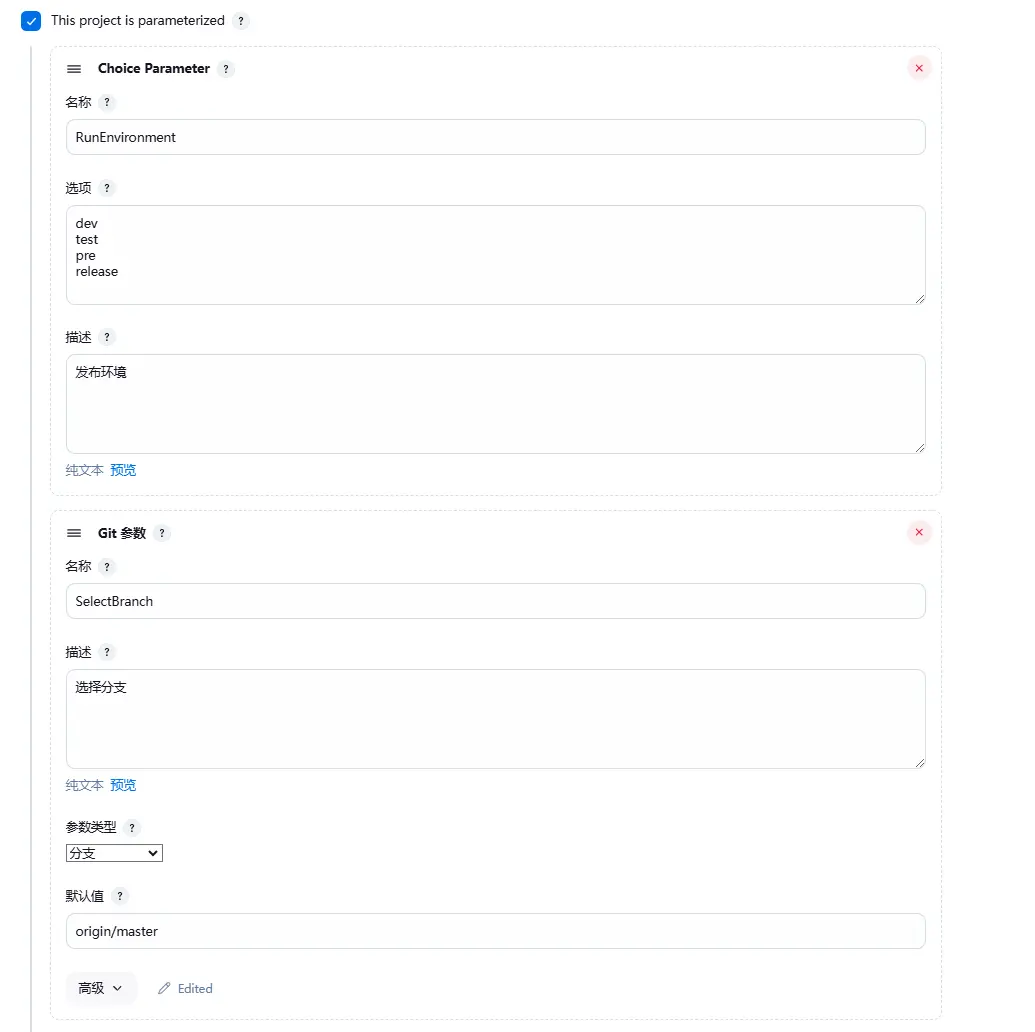 This project is parameterized ?
Choice Parameter ?
名称 ?
RunEnvironment
选项 ?
dev
test
pre
release
描述 ?
发布环境
纯文本 预览
Git 参数 ?
名称 ?
SelectBranch
描述 ?
选择分支
纯文本 预览
参数类型 ?
分支
默认值 ?
origin/master
高级 Edited